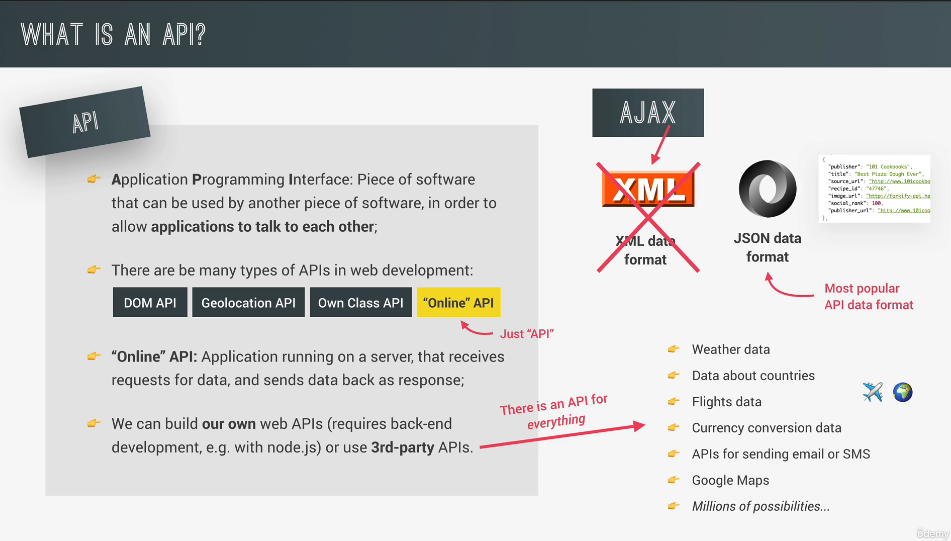 WHAT IS AN API?
API
👉 Application Programming Interface: Piece of software
that can be used by another piece of software, in order to
allow applications to talk to each other;
👉 There are be many types of APIs in web development:
DOM API
Geolocation API
Own Class API
“Online” API
Just “API”
👉 “Online” API: Application running on a server, that receives
requests for data, and sends data back as response;
👉 We can build our own web APIs (requires back-end
development, e.g. with node.js) or use 3rd-party APIs.
There is an API for
everything
AJAX
XML
XML data
format
JSON data
format
{
"publisher": "101 Cookbooks",
"title": "Best Pizza Dough Ever",
"source_url": "http://www.101cookbo
"recipe_id": "47746",
"image_url": "http://forkify-api.he
"social_rank": 100,
"publisher_url": "http://www.101coo
},
Most popular
API data format
👉 Weather data
👉 Data about countries
👉 Flights data
👉 Currency conversion data
👉 APIs for sending email or SMS
👉 Google Maps
👉 Millions of possibilities...
Udemy